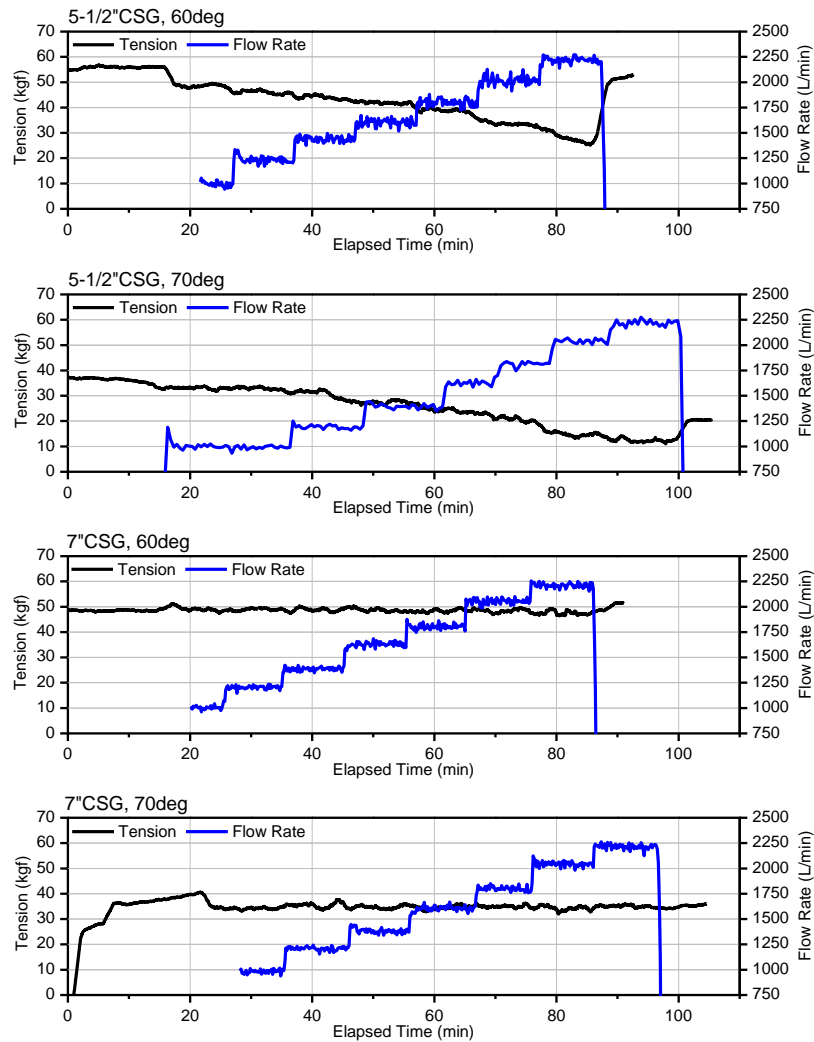 5-1/2"CSG, 60deg
Tension Flow Rate
70 60 50 40 30 20 10 0
Tension (kgf)
2500 2250 2000 1750 1500 1250 1000 750
Flow Rate (L/min)
0 20 40 60 80 100
Elapsed Time (min)
5-1/2"CSG, 70deg
Tension Flow Rate
70 60 50 40 30 20 10 0
Tension (kgf)
2500 2250 2000 1750 1500 1250 1000 750
Flow Rate (L/min)
0 20 40 60 80 100
Elapsed Time (min)
7"CSG, 60deg
Tension Flow Rate
70 60 50 40 30 20 10 0
Tension (kgf)
2500 2250 2000 1750 1500 1250 1000 750
Flow Rate (L/min)
0 20 40 60 80 100
Elapsed Time (min)
7"CSG, 70deg
Tension Flow Rate
70 60 50 40 30 20 10 0
Tension (kgf)
2500 2250 2000 1750 1500 1250 1000 750
Flow Rate (L/min)
0 20 40 60 80 100
Elapsed Time (min)